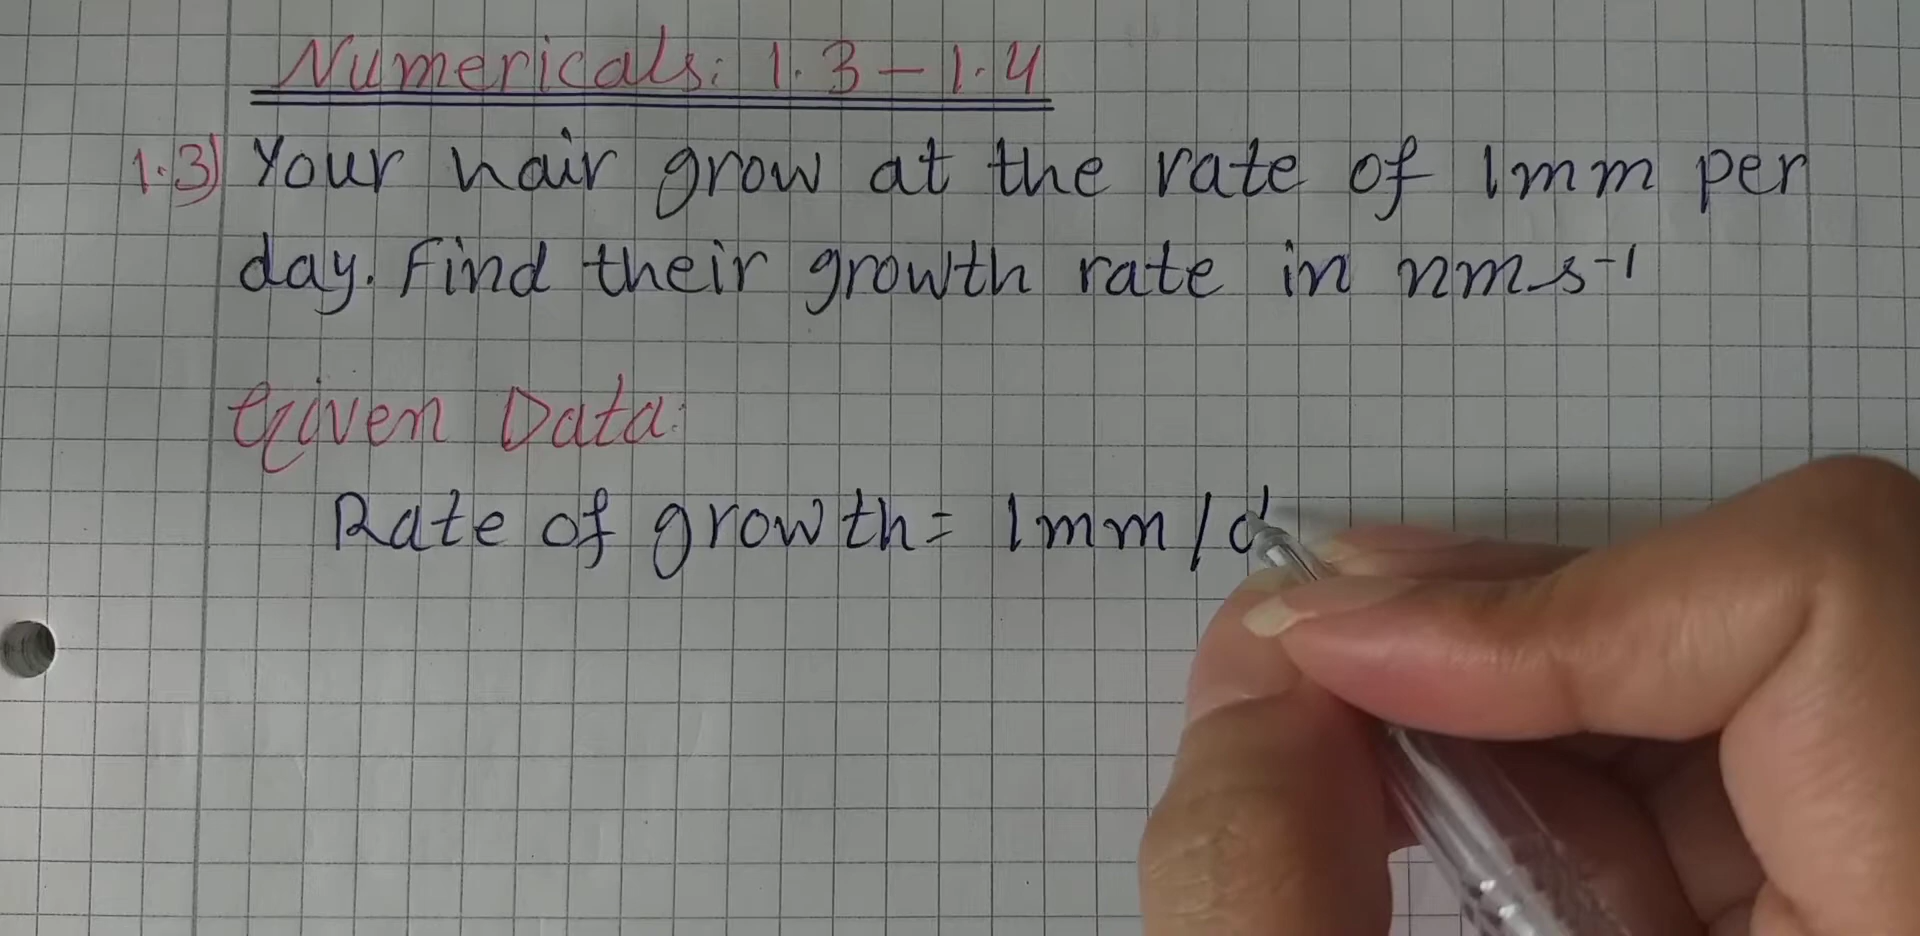 Numericals: 1.3 – 1.4
1.3) Your hair grow at the rate of 1mm per
day. Find their growth rate in nms⁻¹
Given Data:
Rate of growth = 1mm/d